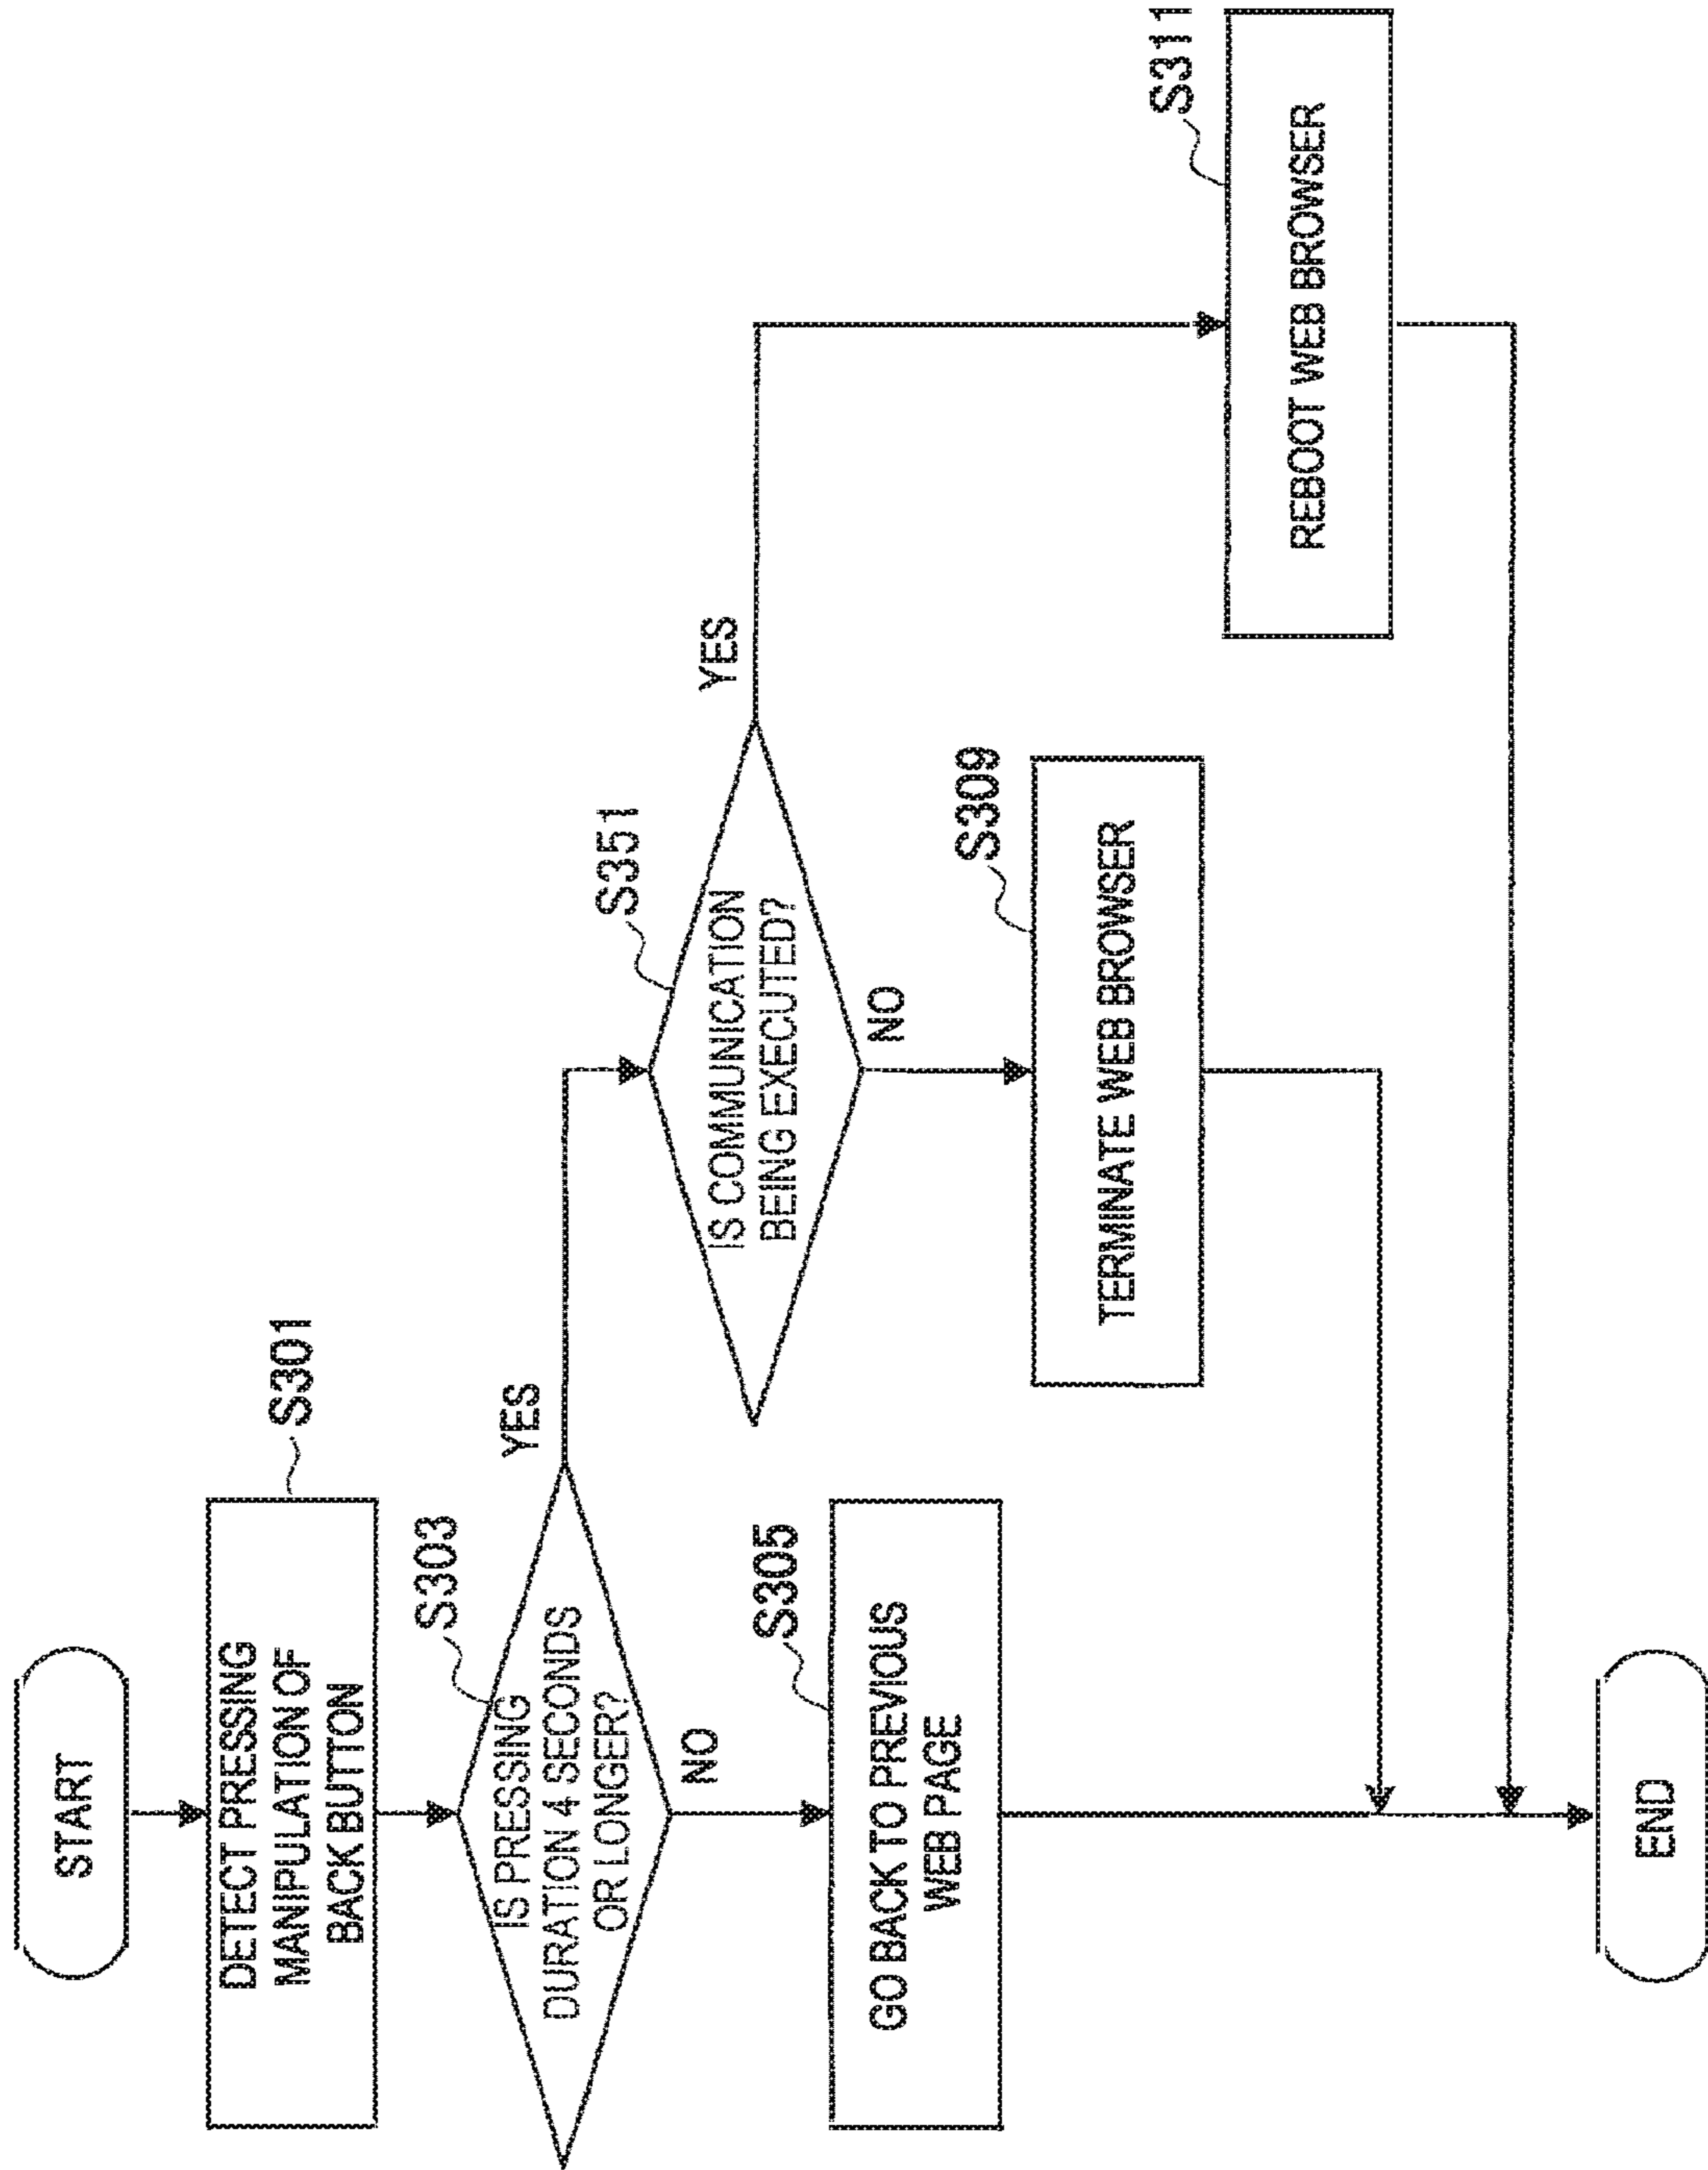 START
S301
DETECT PRESSING
MANIPULATION OF
BACK BUTTON
S303
IS PRESSING
DURATION 4 SECONDS
OR LONGER?
YES
NO
S305
GO BACK TO PREVIOUS
WEB PAGE
S351
IS COMMUNICATION
BEING EXECUTED?
YES
NO
S309
TERMINATE WEB BROWSER
S311
REBOOT WEB BROWSER
END